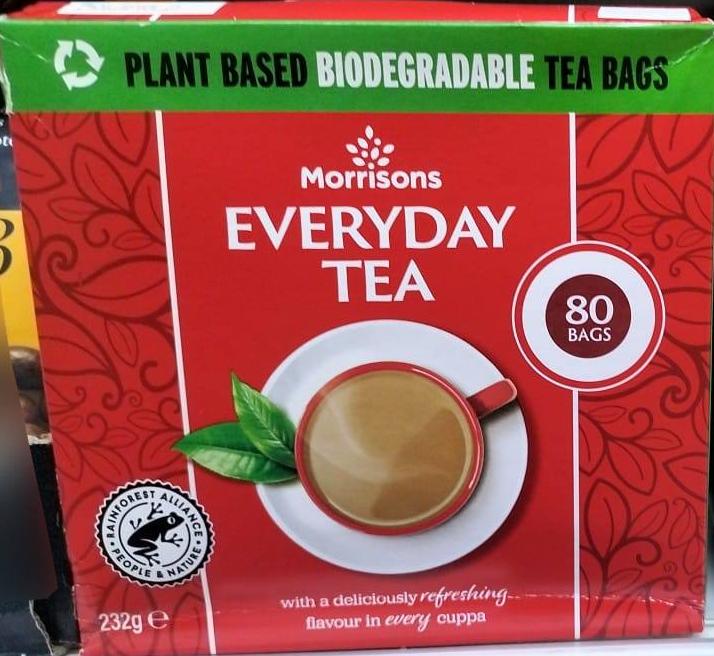 PLANT BASED BIODEGRADABLE TEA BAGS
Morrisons
EVERYDAY
TEA
80
BAGS
RAINFOREST ALLIANCE
PEOPLE & NATURE
with a deliciously refreshing
flavour in every cuppa
232g ℮